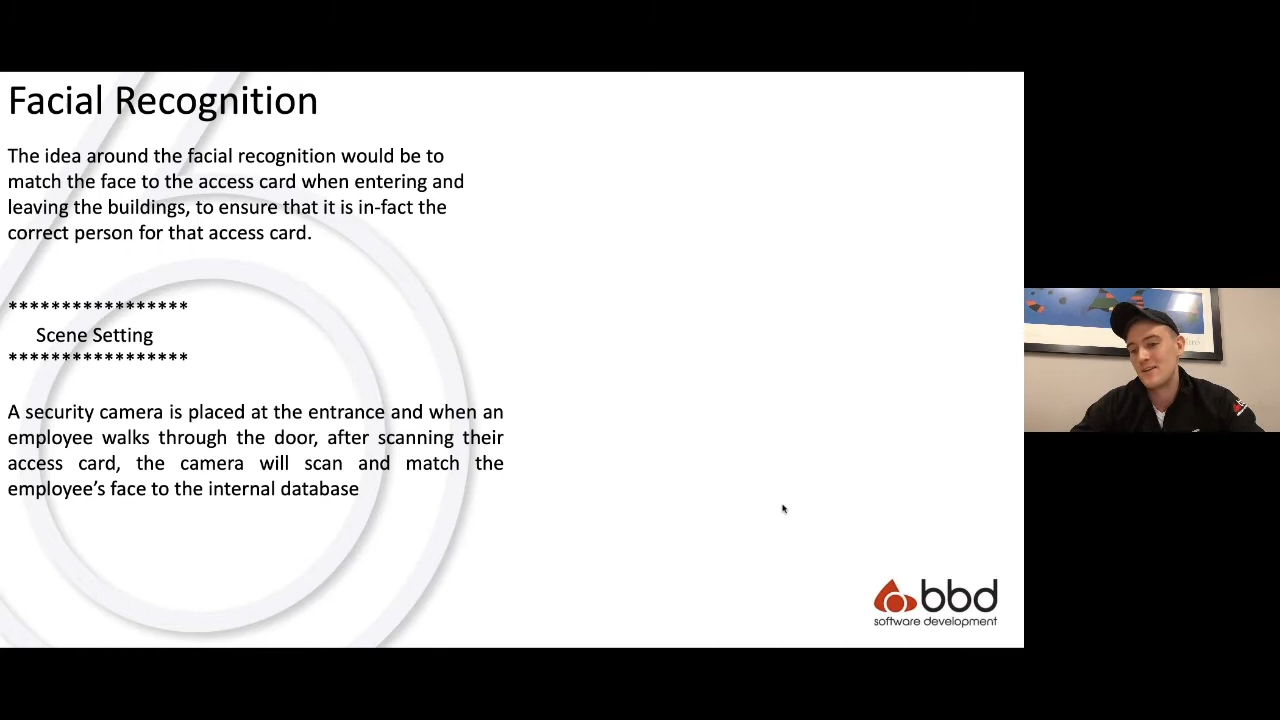 Facial Recognition
The idea around the facial recognition would be to
match the face to the access card when entering and
leaving the buildings, to ensure that it is in-fact the
correct person for that access card.
*****************
Scene Setting
*****************
A security camera is placed at the entrance and when an
employee walks through the door, after scanning their
access card, the camera will scan and match the
employee’s face to the internal database
bbd
software development